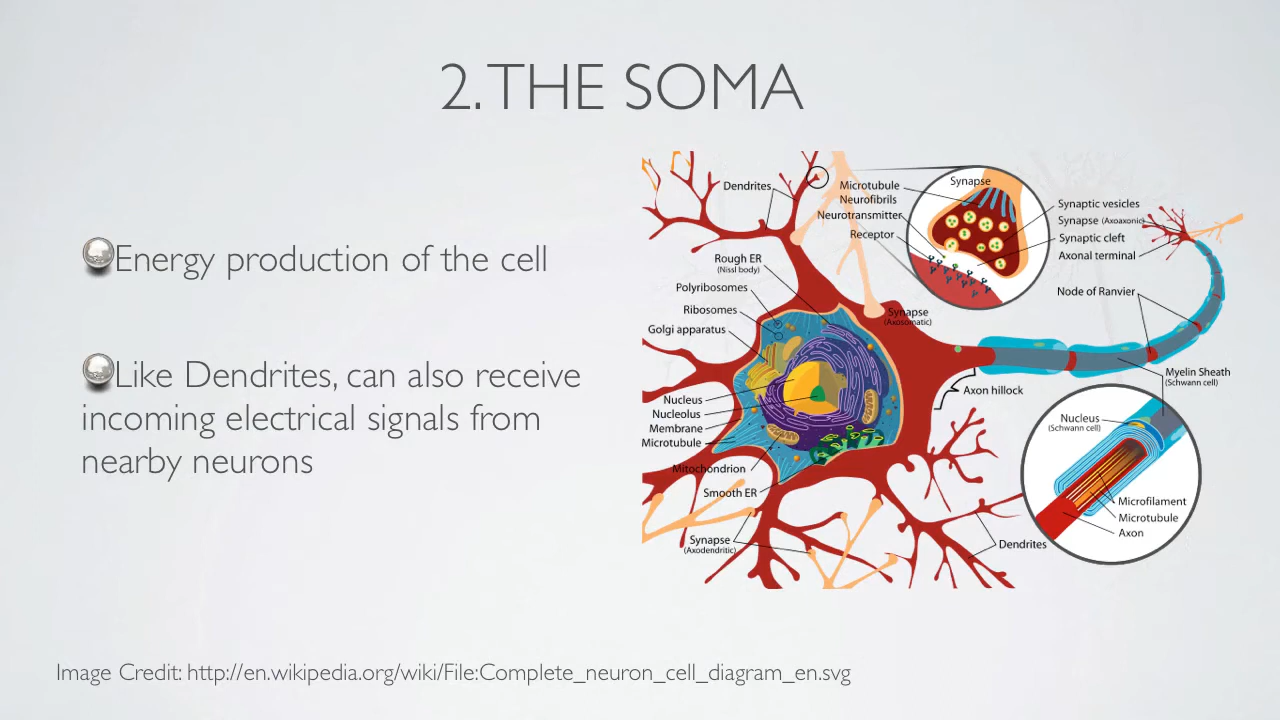 2. THE SOMA
Energy production of the cell
Like Dendrites, can also receive
incoming electrical signals from
nearby neurons
Dendrites
Microtubule
Neurofibrils
Neurotransmitter
Receptor
Synapse
Synaptic vesicles
Synapse (Axoaxonic)
Synaptic cleft
Axonal terminal
Node of Ranvier
Rough ER
(Nissl body)
Polyribosomes
Ribosomes
Golgi apparatus
Synapse
(Axosomatic)
Nucleus
Nucleolus
Membrane
Microtubule
Mitochondrion
Smooth ER
Synapse
(Axodendritic)
Axon hillock
Dendrites
Myelin Sheath
(Schwann cell)
Nucleus
(Schwann cell)
Microfilament
Microtubule
Axon
Image Credit: http://en.wikipedia.org/wiki/File:Complete_neuron_cell_diagram_en.svg